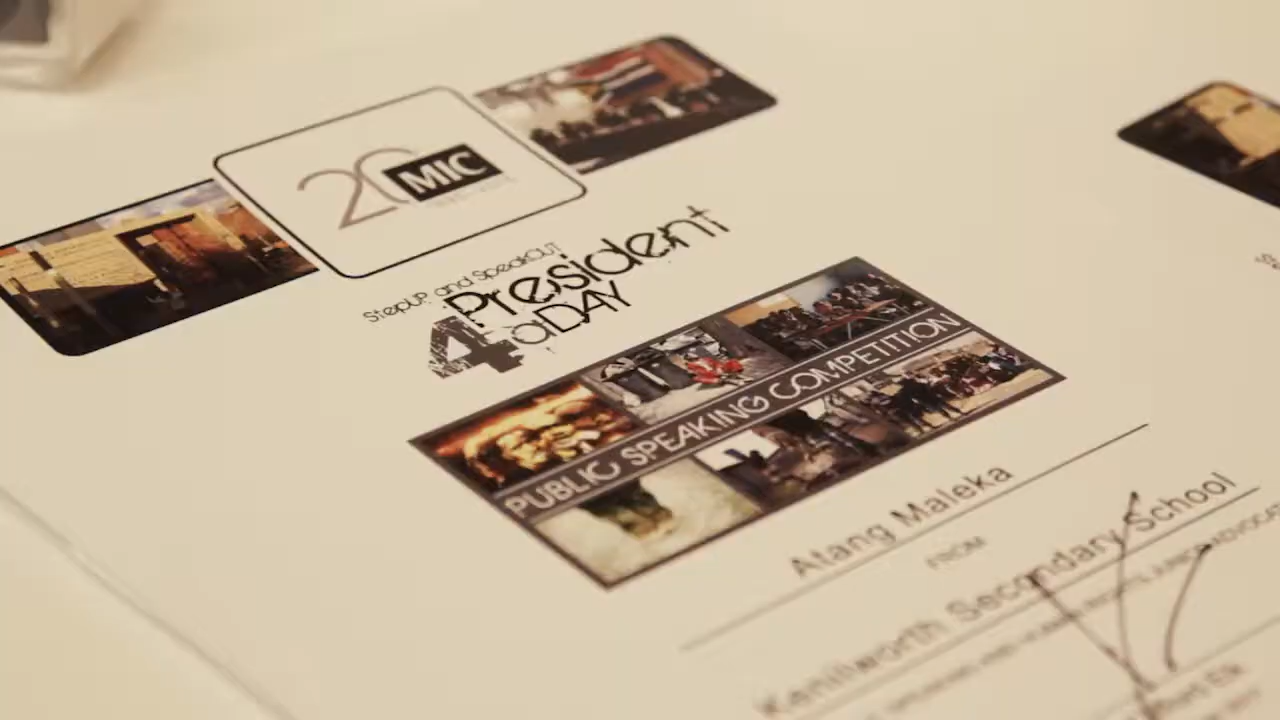 20 MIC
StepUP and SpeakOUT
President
4 a DAY
PUBLIC SPEAKING COMPETITION
Atang Maleka
FROM
Kenilworth Secondary School